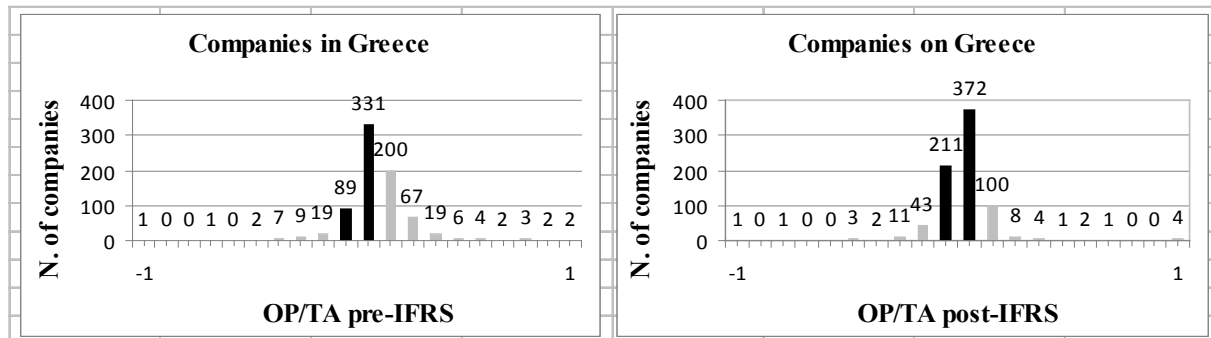 Companies in Greece
N. of companies
400
300
200
100
0
1 0 0 1 0 2 7 9 19 89 331 200 67 19 6 4 2 3 2 2
-1 1
OP/TA pre-IFRS
Companies on Greece
N. of companies
400
300
200
100
0
1 0 1 0 0 3 2 11 43 211 372 100 8 4 1 2 1 0 0 4
-1 1
OP/TA post-IFRS